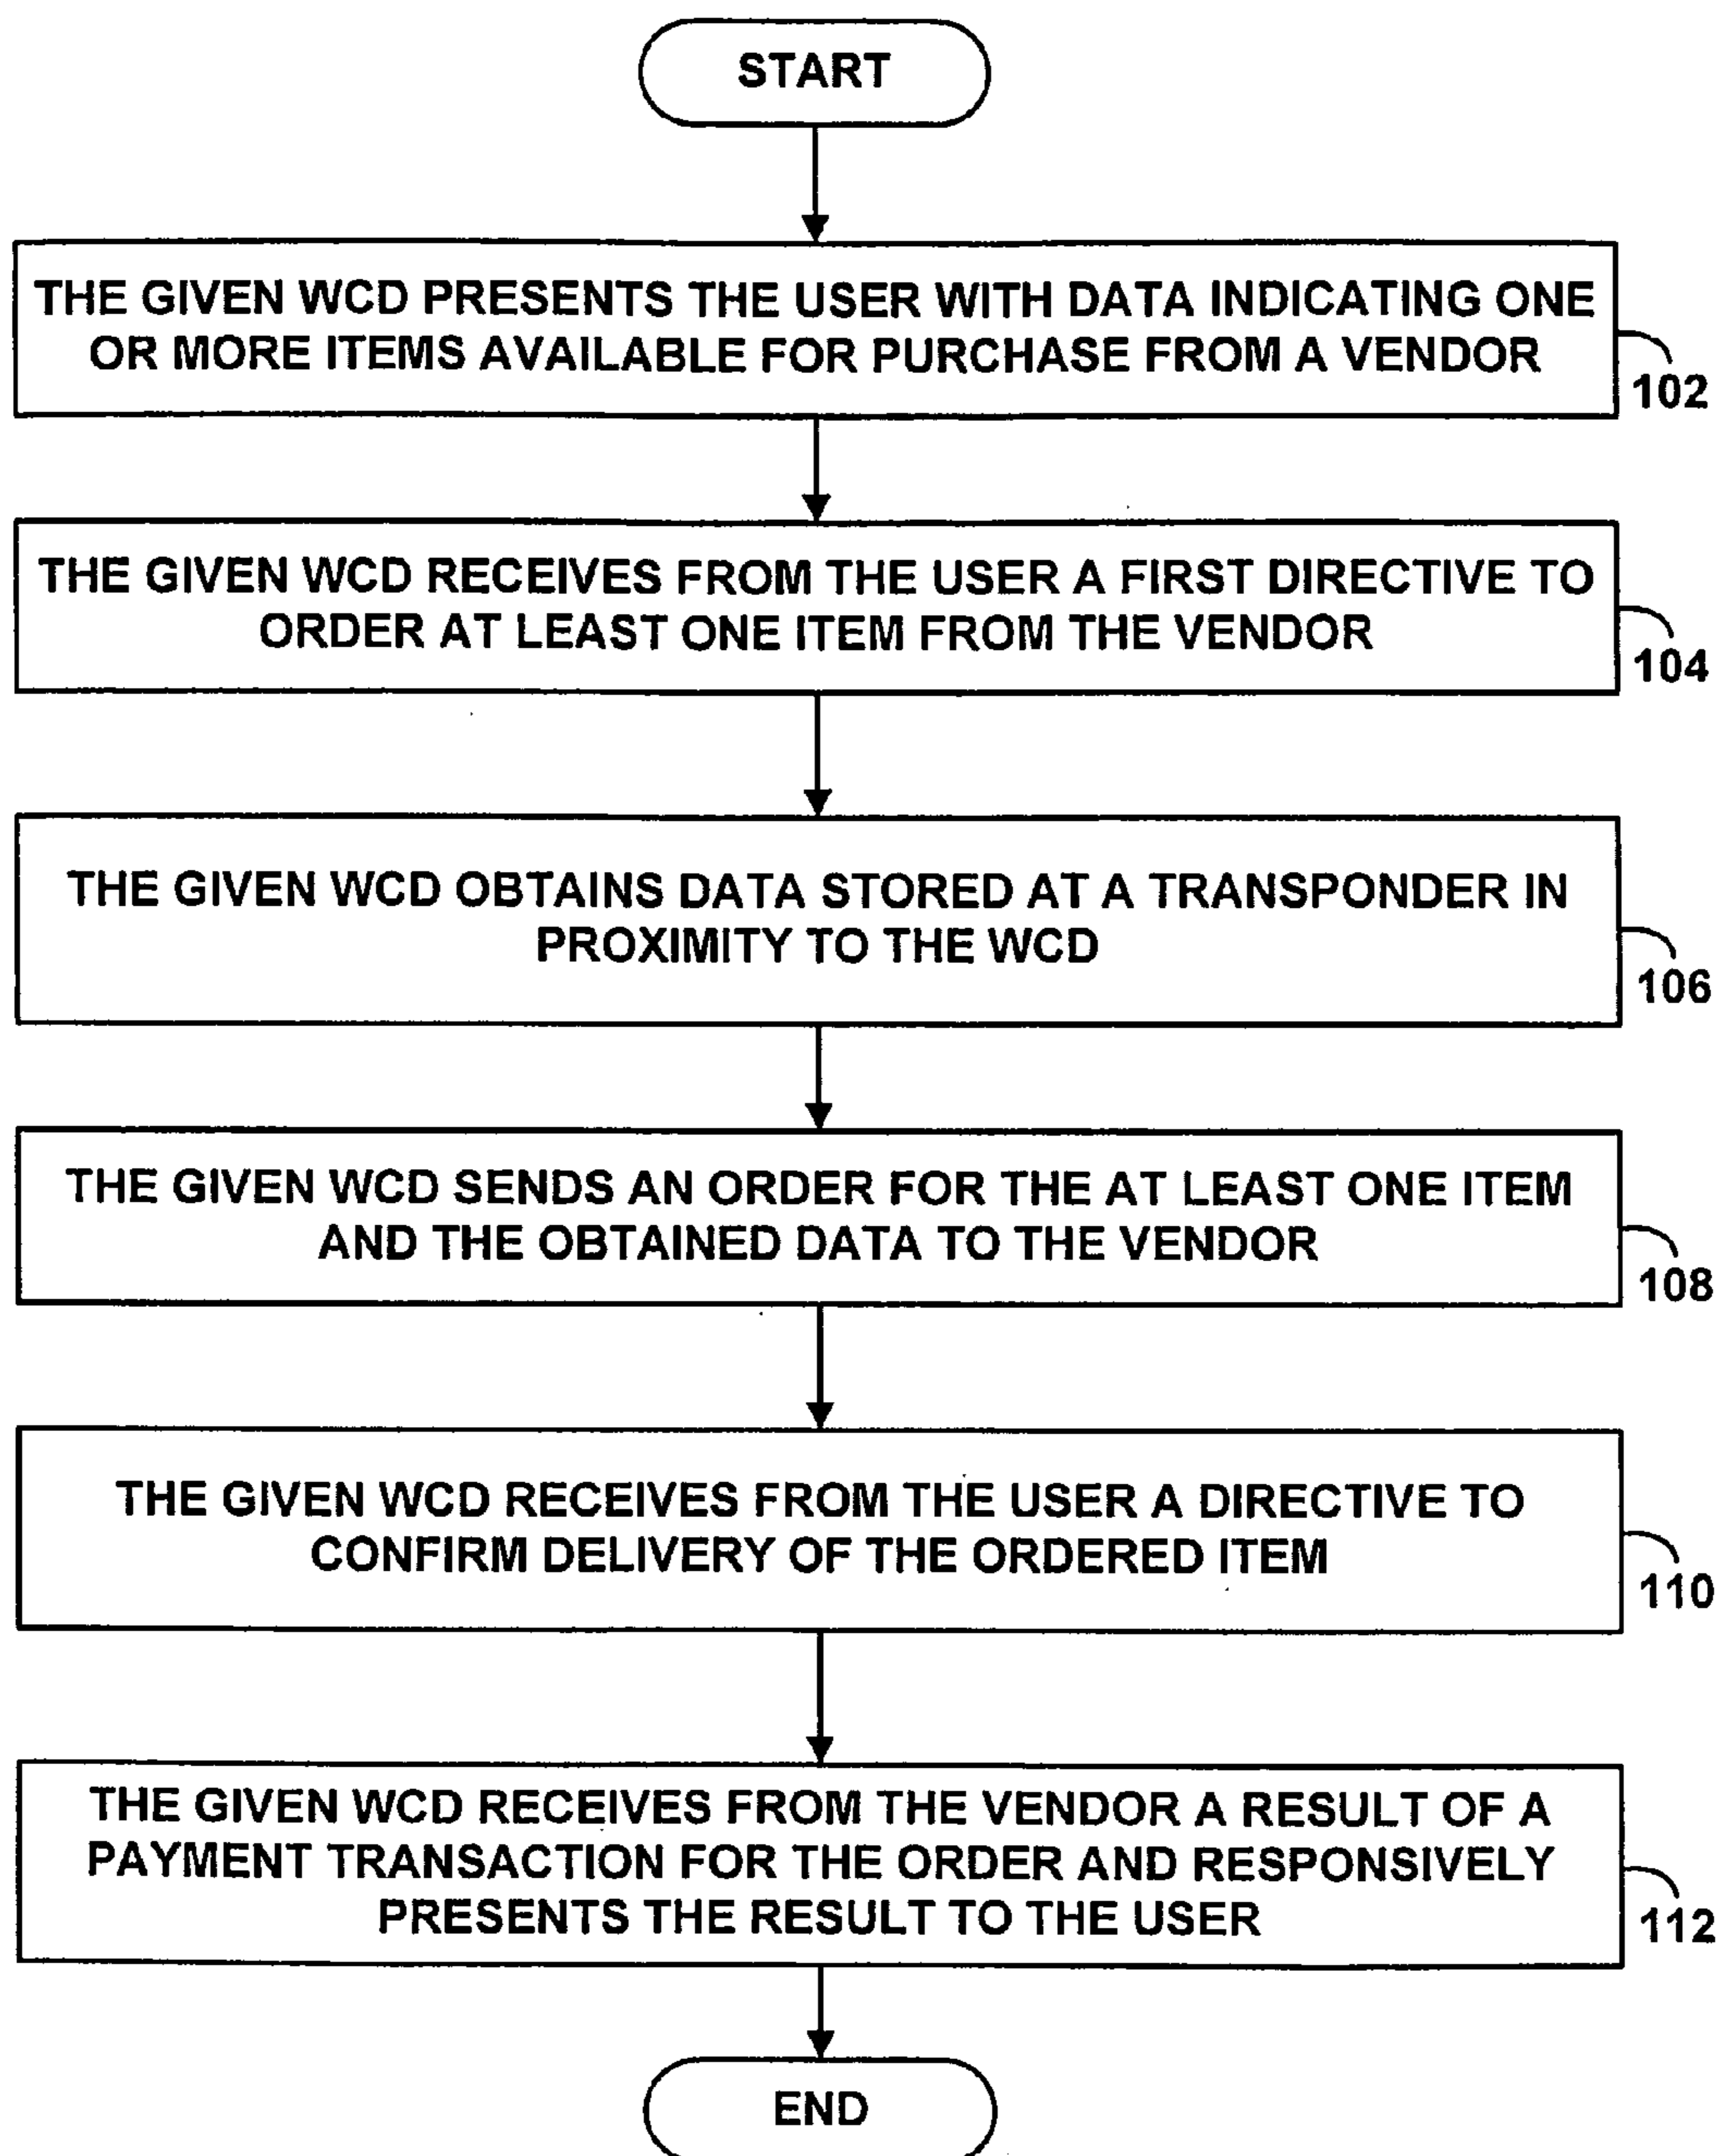 START
THE GIVEN WCD PRESENTS THE USER WITH DATA INDICATING ONE
OR MORE ITEMS AVAILABLE FOR PURCHASE FROM A VENDOR
102
THE GIVEN WCD RECEIVES FROM THE USER A FIRST DIRECTIVE TO
ORDER AT LEAST ONE ITEM FROM THE VENDOR
104
THE GIVEN WCD OBTAINS DATA STORED AT A TRANSPONDER IN
PROXIMITY TO THE WCD
106
THE GIVEN WCD SENDS AN ORDER FOR THE AT LEAST ONE ITEM
AND THE OBTAINED DATA TO THE VENDOR
108
THE GIVEN WCD RECEIVES FROM THE USER A DIRECTIVE TO
CONFIRM DELIVERY OF THE ORDERED ITEM
110
THE GIVEN WCD RECEIVES FROM THE VENDOR A RESULT OF A
PAYMENT TRANSACTION FOR THE ORDER AND RESPONSIVELY
PRESENTS THE RESULT TO THE USER
112
END